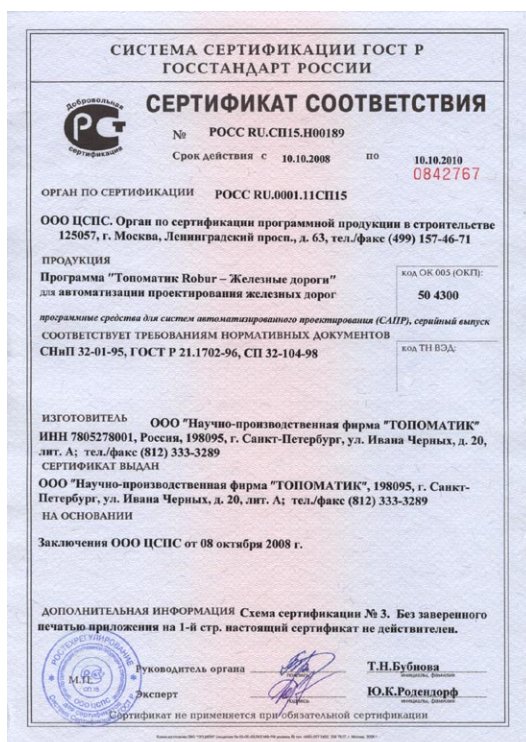 СИСТЕМА СЕРТИФИКАЦИИ ГОСТ Р
ГОССТАНДАРТ РОССИИ
Добровольная
сертификация
СЕРТИФИКАТ СООТВЕТСТВИЯ
№ РОСС RU.СП15.Н00189
Срок действия с 10.10.2008 по 10.10.2010
0842767
ОРГАН ПО СЕРТИФИКАЦИИ РОСС RU.0001.11СП15
ООО ЦСПС. Орган по сертификации программной продукции в строительстве
125057, г. Москва, Ленинградский просп., д. 63, тел./факс (499) 157-46-71
ПРОДУКЦИЯ
Программа "Топоматик Robur – Железные дороги"
для автоматизации проектирования железных дорог
код ОК 005 (ОКП):
50 4300
программные средства для систем автоматизированного проектирования (САПР), серийный выпуск
СООТВЕТСТВУЕТ ТРЕБОВАНИЯМ НОРМАТИВНЫХ ДОКУМЕНТОВ
СНиП 32-01-95, ГОСТ Р 21.1702-96, СП 32-104-98
код ТН ВЭД:
ИЗГОТОВИТЕЛЬ ООО "Научно-производственная фирма "ТОПОМАТИК"
ИНН 7805278001, Россия, 198095, г. Санкт-Петербург, ул. Ивана Черных, д. 20,
лит. А; тел./факс (812) 333-3289
СЕРТИФИКАТ ВЫДАН
ООО "Научно-производственная фирма "ТОПОМАТИК", 198095, г. Санкт-
Петербург, ул. Ивана Черных, д. 20, лит. А; тел./факс (812) 333-3289
НА ОСНОВАНИИ
Заключения ООО ЦСПС от 08 октября 2008 г.
ДОПОЛНИТЕЛЬНАЯ ИНФОРМАЦИЯ Схема сертификации № 3. Без заверенного
печатью приложения на 1-й стр. настоящий сертификат не действителен.
М.П.
Руководитель органа
подпись
Т.Н.Бубнова
инициалы, фамилия
Эксперт
подпись
Ю.К.Родендорф
инициалы, фамилия
Сертификат не применяется при обязательной сертификации